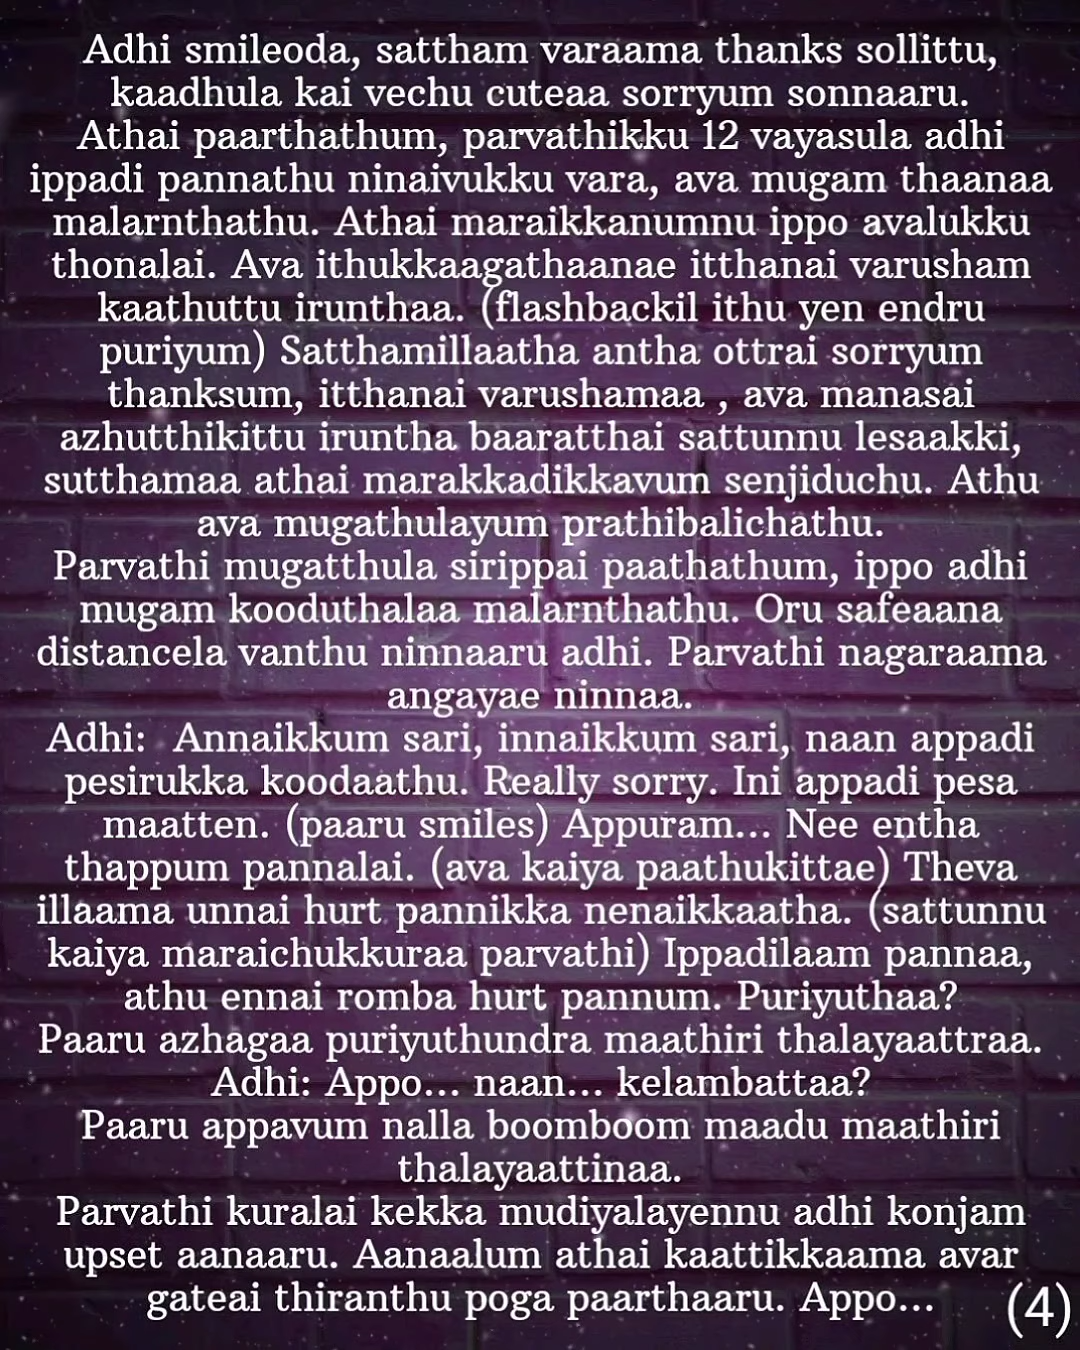 Adhi smileoda, sattham varaama thanks sollittu,
kaadhula kai vechu cuteaa sorryum sonnaaru.
Athai paarthathum, parvathikku 12 vayasula adhi
ippadi pannathu ninaivukku vara, ava mugam thaanaa
malarnthathu. Athai maraikkanumnu ippo avalukku
thonalai. Ava ithukkaagathaanae itthanai varusham
kaathuttu irunthaa. (flashbackil ithu yen endru
puriyum) Satthamillaatha antha ottrai sorryum
thanksum, itthanai varushamaa , ava manasai
azhutthikittu iruntha baaratthai sattunnu lesaakki,
sutthamaa athai marakkadikkavum senjiduchu. Athu
ava mugathulayum prathibalichathu.
Parvathi mugatthula sirippai paathathum, ippo adhi
mugam kooduthalaa malarnthathu. Oru safeaana
distancela vanthu ninnaaru adhi. Parvathi nagaraama
angayae ninnaa.
Adhi:  Annaikkum sari, innaikkum sari, naan appadi
pesirukka koodaathu. Really sorry. Ini appadi pesa
maatten. (paaru smiles) Appuram... Nee entha
thappum pannalai. (ava kaiya paathukittae) Theva
illaama unnai hurt pannikka nenaikkaatha. (sattunnu
kaiya maraichukkuraa parvathi) Ippadilaam pannaa,
athu ennai romba hurt pannum. Puriyuthaa?
Paaru azhagaa puriyuthundra maathiri thalayaattraa.
Adhi: Appo... naan... kelambattaa?
Paaru appavum nalla boomboom maadu maathiri
thalayaattinaa.
Parvathi kuralai kekka mudiyalayennu adhi konjam
upset aanaaru. Aanaalum athai kaattikkaama avar
gateai thiranthu poga paarthaaru. Appo...
(4)